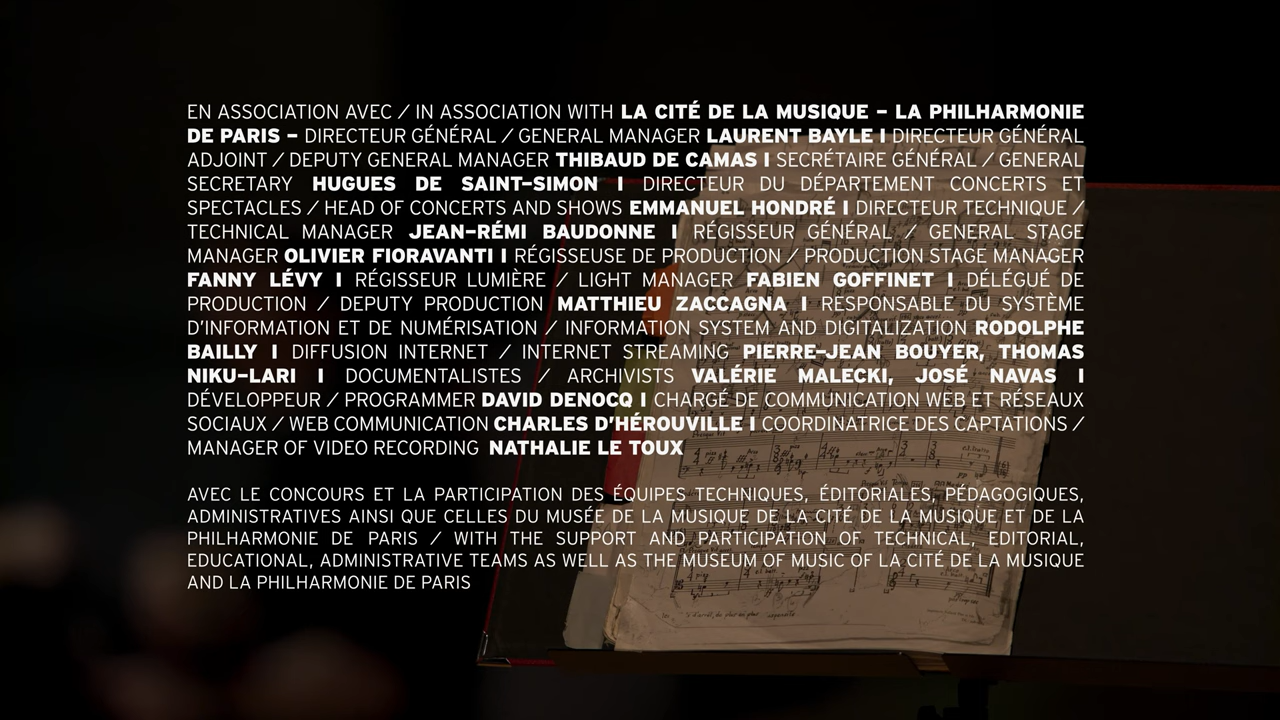 EN ASSOCIATION AVEC / IN ASSOCIATION WITH LA CITÉ DE LA MUSIQUE – LA PHILHARMONIE
DE PARIS – DIRECTEUR GÉNÉRAL / GENERAL MANAGER LAURENT BAYLE I DIRECTEUR GÉNÉRAL
ADJOINT / DEPUTY GENERAL MANAGER THIBAUD DE CAMAS I SECRÉTAIRE GÉNÉRAL / GENERAL
SECRETARY HUGUES DE SAINT–SIMON I DIRECTEUR DU DÉPARTEMENT CONCERTS ET
SPECTACLES / HEAD OF CONCERTS AND SHOWS EMMANUEL HONDRÉ I DIRECTEUR TECHNIQUE /
TECHNICAL MANAGER JEAN–RÉMI BAUDONNE I RÉGISSEUR GÉNÉRAL / GENERAL STAGE
MANAGER OLIVIER FIORAVANTI I RÉGISSEUSE DE PRODUCTION / PRODUCTION STAGE MANAGER
FANNY LÉVY I RÉGISSEUR LUMIÈRE / LIGHT MANAGER FABIEN GOFFINET I DÉLÉGUÉ DE
PRODUCTION / DEPUTY PRODUCTION MATTHIEU ZACCAGNA I RESPONSABLE DU SYSTÈME
D'INFORMATION ET DE NUMÉRISATION / INFORMATION SYSTEM AND DIGITALIZATION RODOLPHE
BAILLY I DIFFUSION INTERNET / INTERNET STREAMING PIERRE–JEAN BOUYER, THOMAS
NIKU–LARI I DOCUMENTALISTES / ARCHIVISTS VALÉRIE MALECKI, JOSÉ NAVAS I
DÉVELOPPEUR / PROGRAMMER DAVID DENOCQ I CHARGÉ DE COMMUNICATION WEB ET RÉSEAUX
SOCIAUX / WEB COMMUNICATION CHARLES D'HÉROUVILLE I COORDINATRICE DES CAPTATIONS /
MANAGER OF VIDEO RECORDING NATHALIE LE TOUX
AVEC LE CONCOURS ET LA PARTICIPATION DES ÉQUIPES TECHNIQUES, ÉDITORIALES, PÉDAGOGIQUES,
ADMINISTRATIVES AINSI QUE CELLES DU MUSÉE DE LA MUSIQUE DE LA CITÉ DE LA MUSIQUE ET DE LA
PHILHARMONIE DE PARIS / WITH THE SUPPORT AND PARTICIPATION OF TECHNICAL, EDITORIAL,
EDUCATIONAL, ADMINISTRATIVE TEAMS AS WELL AS THE MUSEUM OF MUSIC OF LA CITÉ DE LA MUSIQUE
AND LA PHILHARMONIE DE PARIS